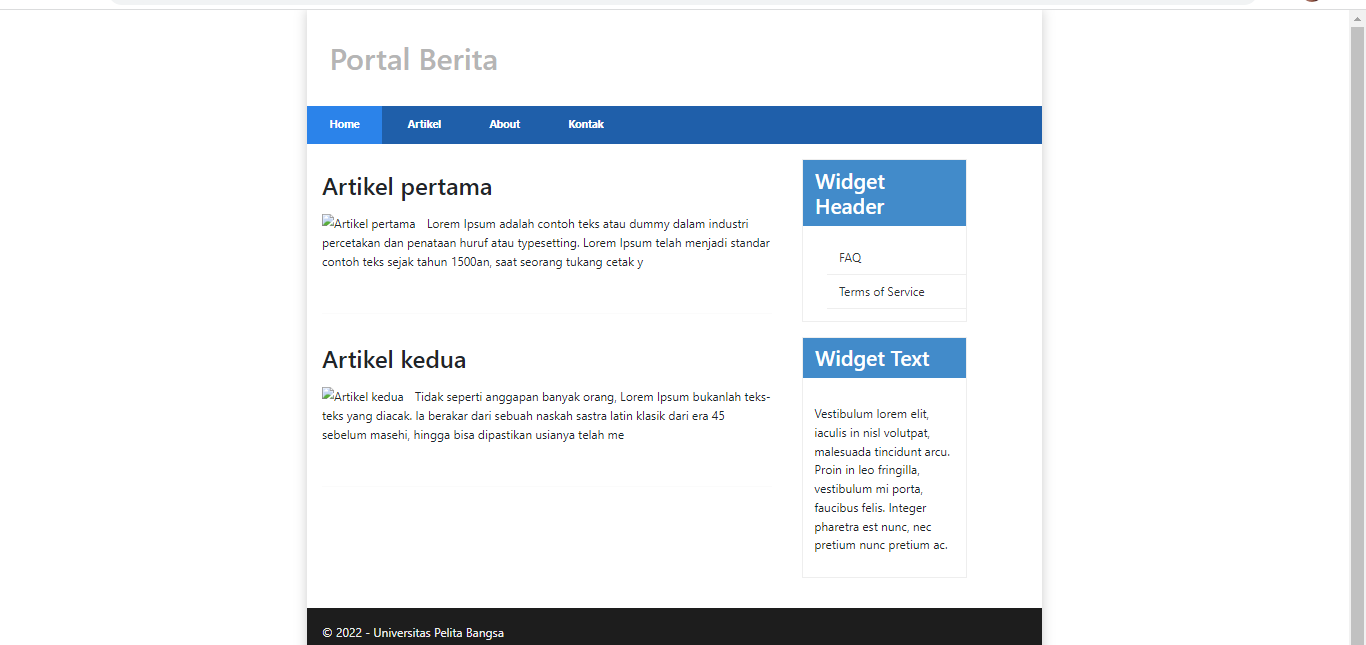 Portal Berita
Home Artikel About Kontak
Artikel pertama
Artikel pertama Lorem Ipsum adalah contoh teks atau dummy dalam industri
percetakan dan penataan huruf atau typesetting. Lorem Ipsum telah menjadi standar
contoh teks sejak tahun 1500an, saat seorang tukang cetak y
Artikel kedua
Artikel kedua Tidak seperti anggapan banyak orang, Lorem Ipsum bukanlah teks-
teks yang diacak. Ia berakar dari sebuah naskah sastra latin klasik dari era 45
sebelum masehi, hingga bisa dipastikan usianya telah me
Widget
Header
FAQ
Terms of Service
Widget Text
Vestibulum lorem elit,
iaculis in nisl volutpat,
malesuada tincidunt arcu.
Proin in leo fringilla,
vestibulum mi porta,
faucibus felis. Integer
pharetra est nunc, nec
pretium nunc pretium ac.
© 2022 - Universitas Pelita Bangsa